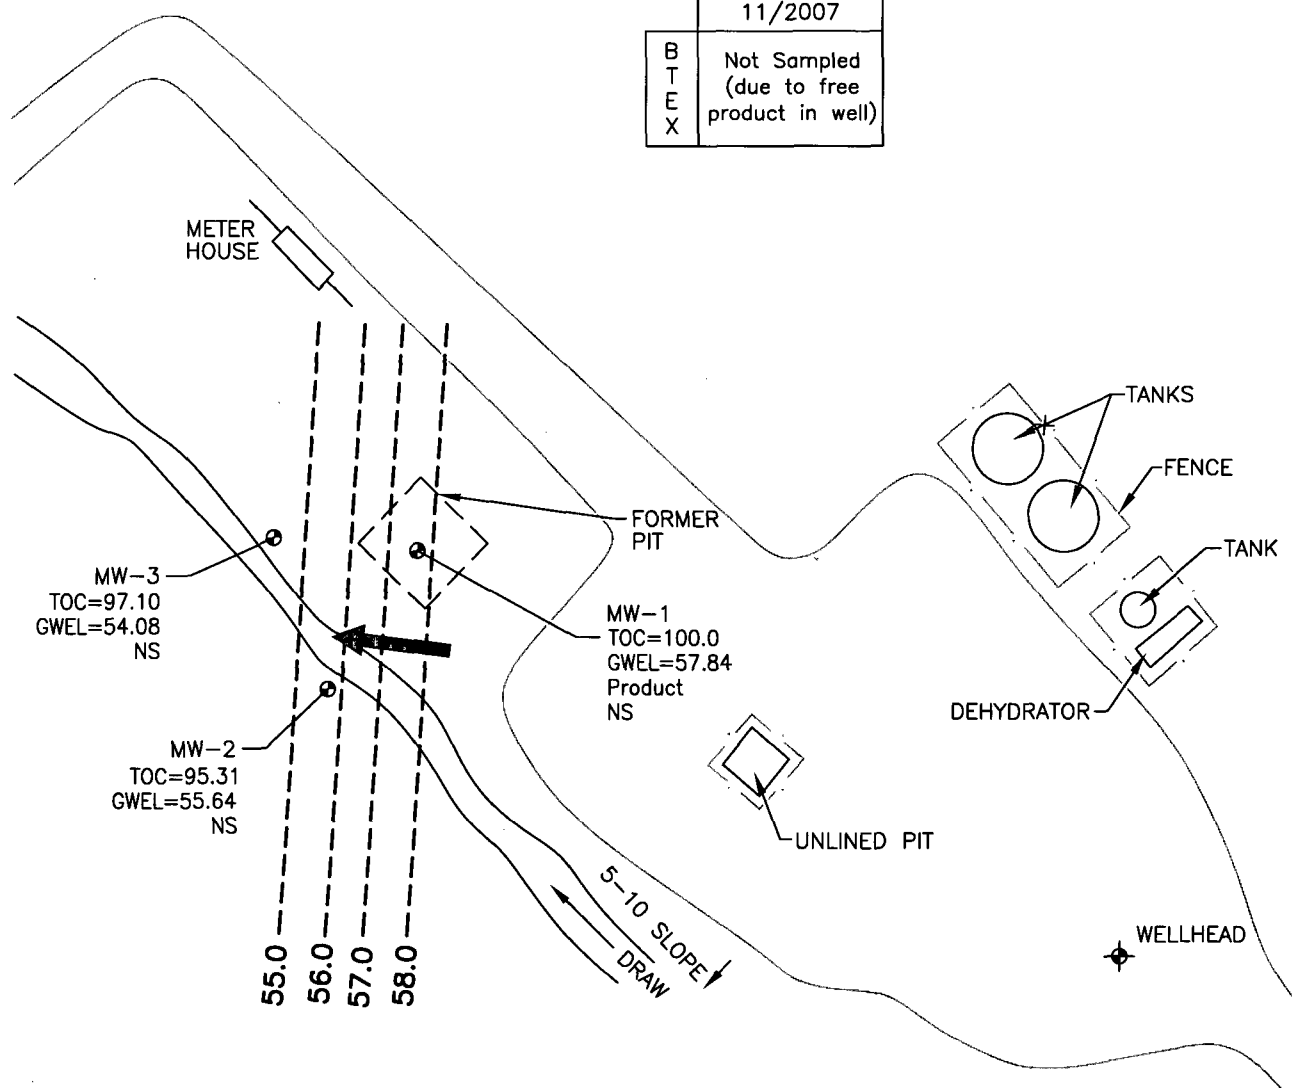 11/2007
B
T
E
X
Not Sampled
(due to free
product in well)
METER
HOUSE
TANKS
FENCE
FORMER
PIT
TANK
MW-3
TOC=97.10
GWEL=54.08
NS
MW-1
TOC=100.0
GWEL=57.84
Product
NS
DEHYDRATOR
MW-2
TOC=95.31
GWEL=55.64
NS
UNLINED PIT
5-10 SLOPE
DRAW
WELLHEAD
55.0
56.0
57.0
58.0